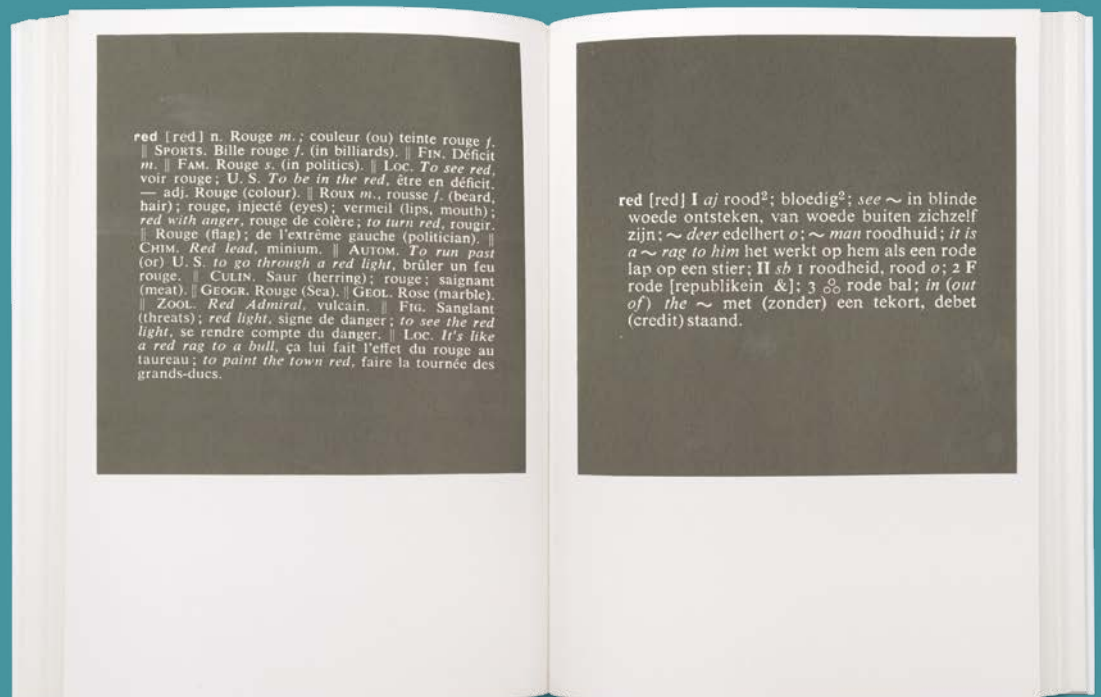 red [red] n. Rouge m.; couleur (ou) teinte rouge f.
‖ SPORTS. Bille rouge f. (in billiards). ‖ FIN. Déficit
m. ‖ FAM. Rouge s. (in politics). ‖ LOC. To see red,
voir rouge; U. S. To be in the red, être en déficit.
— adj. Rouge (colour). ‖ Roux m., rousse f. (beard,
hair); rouge, injecté (eyes); vermeil (lips, mouth);
red with anger, rouge de colère; to turn red, rougir.
‖ Rouge (flag); de l'extrême gauche (politician). ‖
CHIM. Red lead, minium. ‖ AUTOM. To run past
(or) U. S. to go through a red light, brûler un feu
rouge. ‖ CULIN. Saur (herring); rouge; saignant
(meat). ‖ GEOGR. Rouge (Sea). ‖ GEOL. Rose (marble).
‖ ZOOL. Red Admiral, vulcain. ‖ FIG. Sanglant
(threats); red light, signe de danger; to see the red
light, se rendre compte du danger. ‖ LOC. It's like
a red rag to a bull, ça lui fait l'effet du rouge au
taureau; to paint the town red, faire la tournée des
grands-ducs.
red [red] I aj rood²; bloedig²; see ~ in blinde
woede ontsteken, van woede buiten zichzelf
zijn; ~ deer edelhert o; ~ man roodhuid; it is
a ~ rag to him het werkt op hem als een rode
lap op een stier; II sb 1 roodheid, rood o; 2 F
rode [republikein &]; 3 rode bal; in (out
of) the ~ met (zonder) een tekort, debet
(credit) staand.